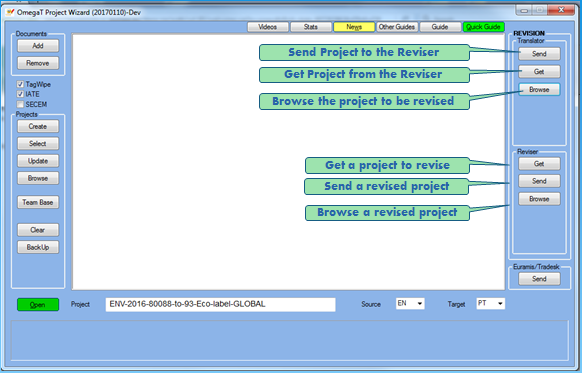 OmegaT Project Wizard (20170110)-Dev
Videos Stats News Other Guides Guide Quick Guide
Documents
Add
Remove
TagWipe
IATE
SECEM
Projects
Create
Select
Update
Browse
Team Base
Clear
BackUp
Send Project to the Reviser
Get Project from the Reviser
Browse the project to be revised
Get a project to revise
Send a revised project
Browse a revised project
REVISION
Translator
Send
Get
Browse
Reviser
Get
Send
Browse
Euramis/Tradesk
Send
Open Project ENV-2016-80088-to-93-Eco-label-GLOBAL Source EN Target PT